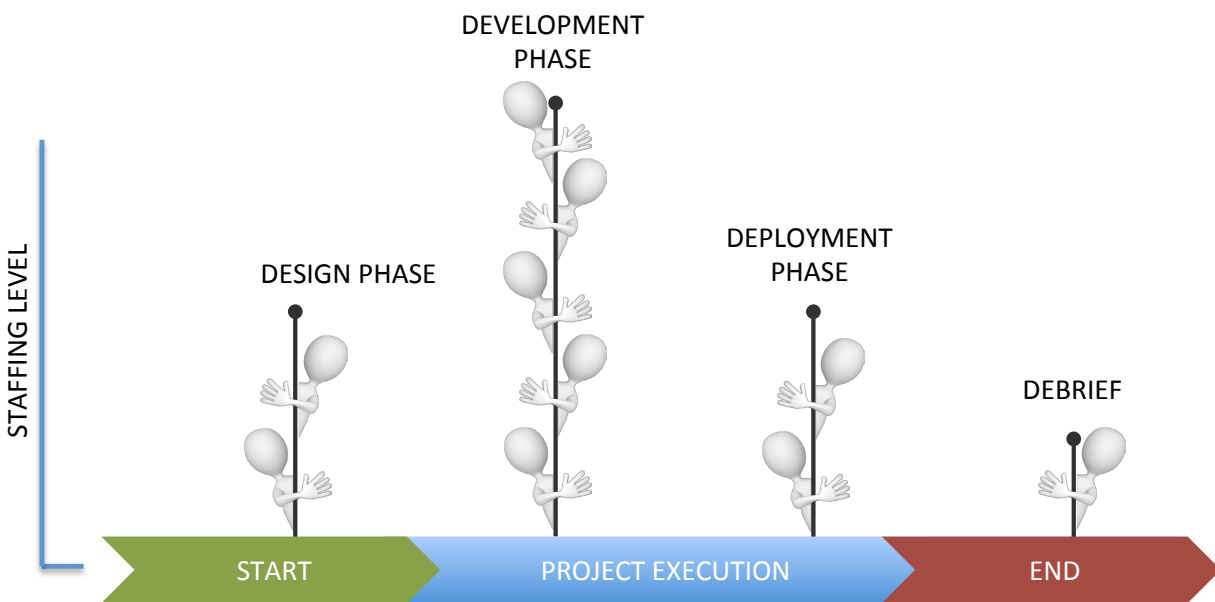 DEVELOPMENT
PHASE
DEPLOYMENT
PHASE
DESIGN PHASE
DEBRIEF
STAFFING LEVEL
START
PROJECT EXECUTION
END